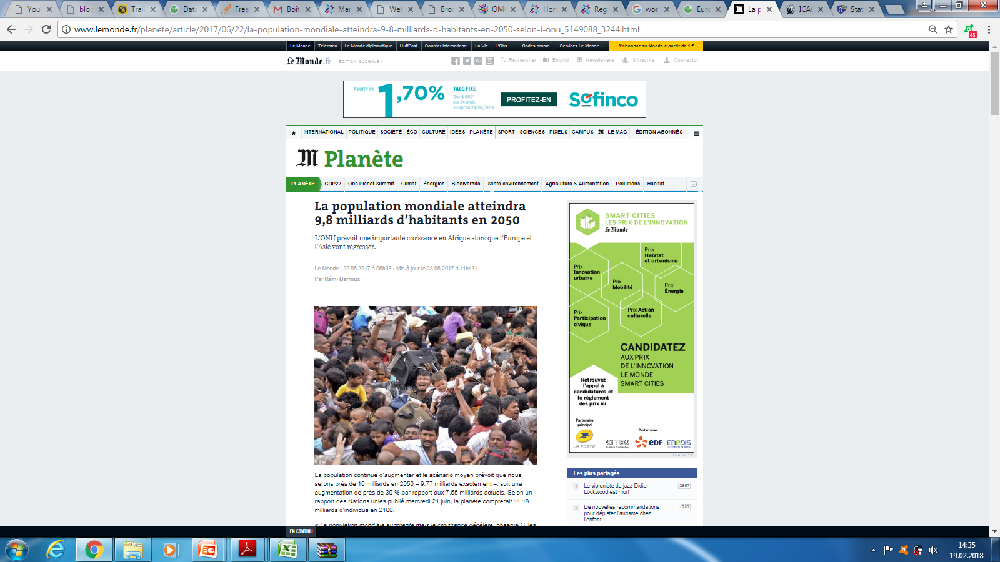 You
blob
Trail
Data
Free
Boît
Mar
Wel
Broc
OMI
Hon
Reg
wor
Euro
La p
ICAC
Stat
www.lemonde.fr/planete/article/2017/06/22/la-population-mondiale-atteindra-9-8-milliards-d-habitants-en-2050-selon-l-onu_5149088_3244.html
45
Le Monde Télérama Le Monde diplomatique HuffPost Courrier International La Vie L'Obs Codes promo Services Le Monde S'abonner au Monde à partir de 1 €
Le Monde.fr ÉDITION GLOBALE Rechercher Emploi Newsletters S'inscrire Connexion
A partir de
1,70%
TAEG FIXE
Dès 6 000€
sur 24 mois
Jusqu'au 28/02/2018
PROFITEZ-EN
Sofinco
INTERNATIONAL POLITIQUE SOCIÉTÉ ÉCO CULTURE IDÉES PLANÈTE SPORT SCIENCES PIXELS CAMPUS M LE MAG ÉDITION ABONNÉS
M Planète
PLANÈTE COP22 One Planet Summit Climat Énergies Biodiversité Santé-environnement Agriculture & Alimentation Pollutions Habitat
La population mondiale atteindra
9,8 milliards d'habitants en 2050
L'ONU prévoit une importante croissance en Afrique alors que l'Europe et
l'Asie vont régresser.
Le Monde | 22.06.2017 à 06h03 • Mis à jour le 28.06.2017 à 11h43 |
Par Rémi Barroux
La population continue d'augmenter et le scénario moyen prévoit que nous
serons près de 10 milliards en 2050 – 9,77 milliards exactement –, soit une
augmentation de près de 30 % par rapport aux 7,55 milliards actuels. Selon un
rapport des Nations unies publié mercredi 21 juin, la planète compterait 11,18
milliards d'individus en 2100.
« La population mondiale augmente mais la croissance décélère, observe Gilles
SMART CITIES
LES PRIX DE L'INNOVATION
Le Monde
Prix
Habitat
et urbanisme
Prix
Innovation
urbaine
Prix
Mobilité
Prix
Énergie
Prix
Participation
civique
Prix Action
culturelle
CANDIDATEZ
AUX PRIX
DE L'INNOVATION
LE MONDE
SMART CITIES
Retrouvez
l'appel à
candidatures et
le règlement
des prix ici.
Partenaire
principal
Partenaires
LA POSTE
CITEO
EDF
ENEDIS
PUBLICITÉ
Les plus partagés
1 Le violoniste de jazz Didier
Lockwood est mort
2567
2 De nouvelles recommandations
pour dépister l'autisme chez
l'enfant
282
EN CONTINU
14:35
19.02.2018